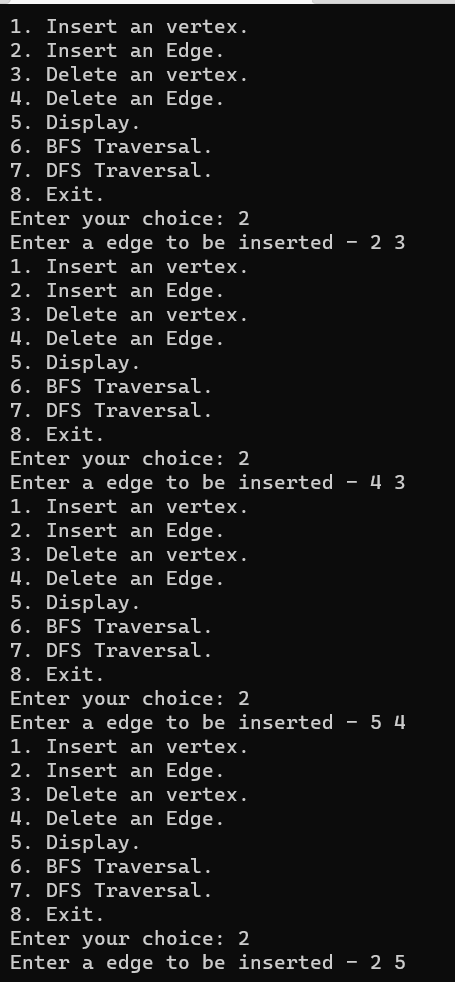 1. Insert an vertex.
2. Insert an Edge.
3. Delete an vertex.
4. Delete an Edge.
5. Display.
6. BFS Traversal.
7. DFS Traversal.
8. Exit.
Enter your choice: 2
Enter a edge to be inserted - 2 3
1. Insert an vertex.
2. Insert an Edge.
3. Delete an vertex.
4. Delete an Edge.
5. Display.
6. BFS Traversal.
7. DFS Traversal.
8. Exit.
Enter your choice: 2
Enter a edge to be inserted - 4 3
1. Insert an vertex.
2. Insert an Edge.
3. Delete an vertex.
4. Delete an Edge.
5. Display.
6. BFS Traversal.
7. DFS Traversal.
8. Exit.
Enter your choice: 2
Enter a edge to be inserted - 5 4
1. Insert an vertex.
2. Insert an Edge.
3. Delete an vertex.
4. Delete an Edge.
5. Display.
6. BFS Traversal.
7. DFS Traversal.
8. Exit.
Enter your choice: 2
Enter a edge to be inserted - 2 5